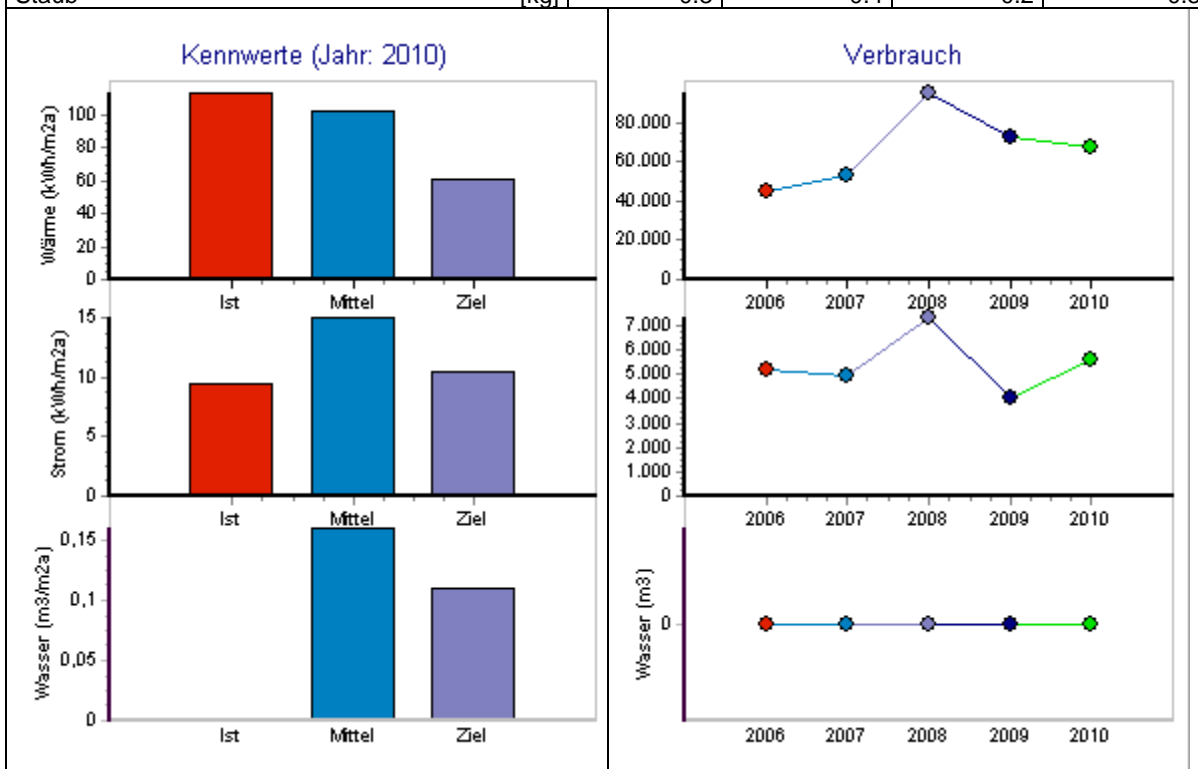 Staub [kg]
Kennwerte (Jahr: 2010)
Wärme (kWh/m2a)
100
80
60
40
20
0
Ist Mittel Ziel
Strom (kWh/m2a)
15
10
5
0
Ist Mittel Ziel
Wasser (m3/m2a)
0,15
0,1
0,05
0
Ist Mittel Ziel
Verbrauch
80.000
60.000
40.000
20.000
0
2006 2007 2008 2009 2010
7.000
6.000
5.000
4.000
3.000
2.000
1.000
0
2006 2007 2008 2009 2010
Wasser (m3)
0
2006 2007 2008 2009 2010